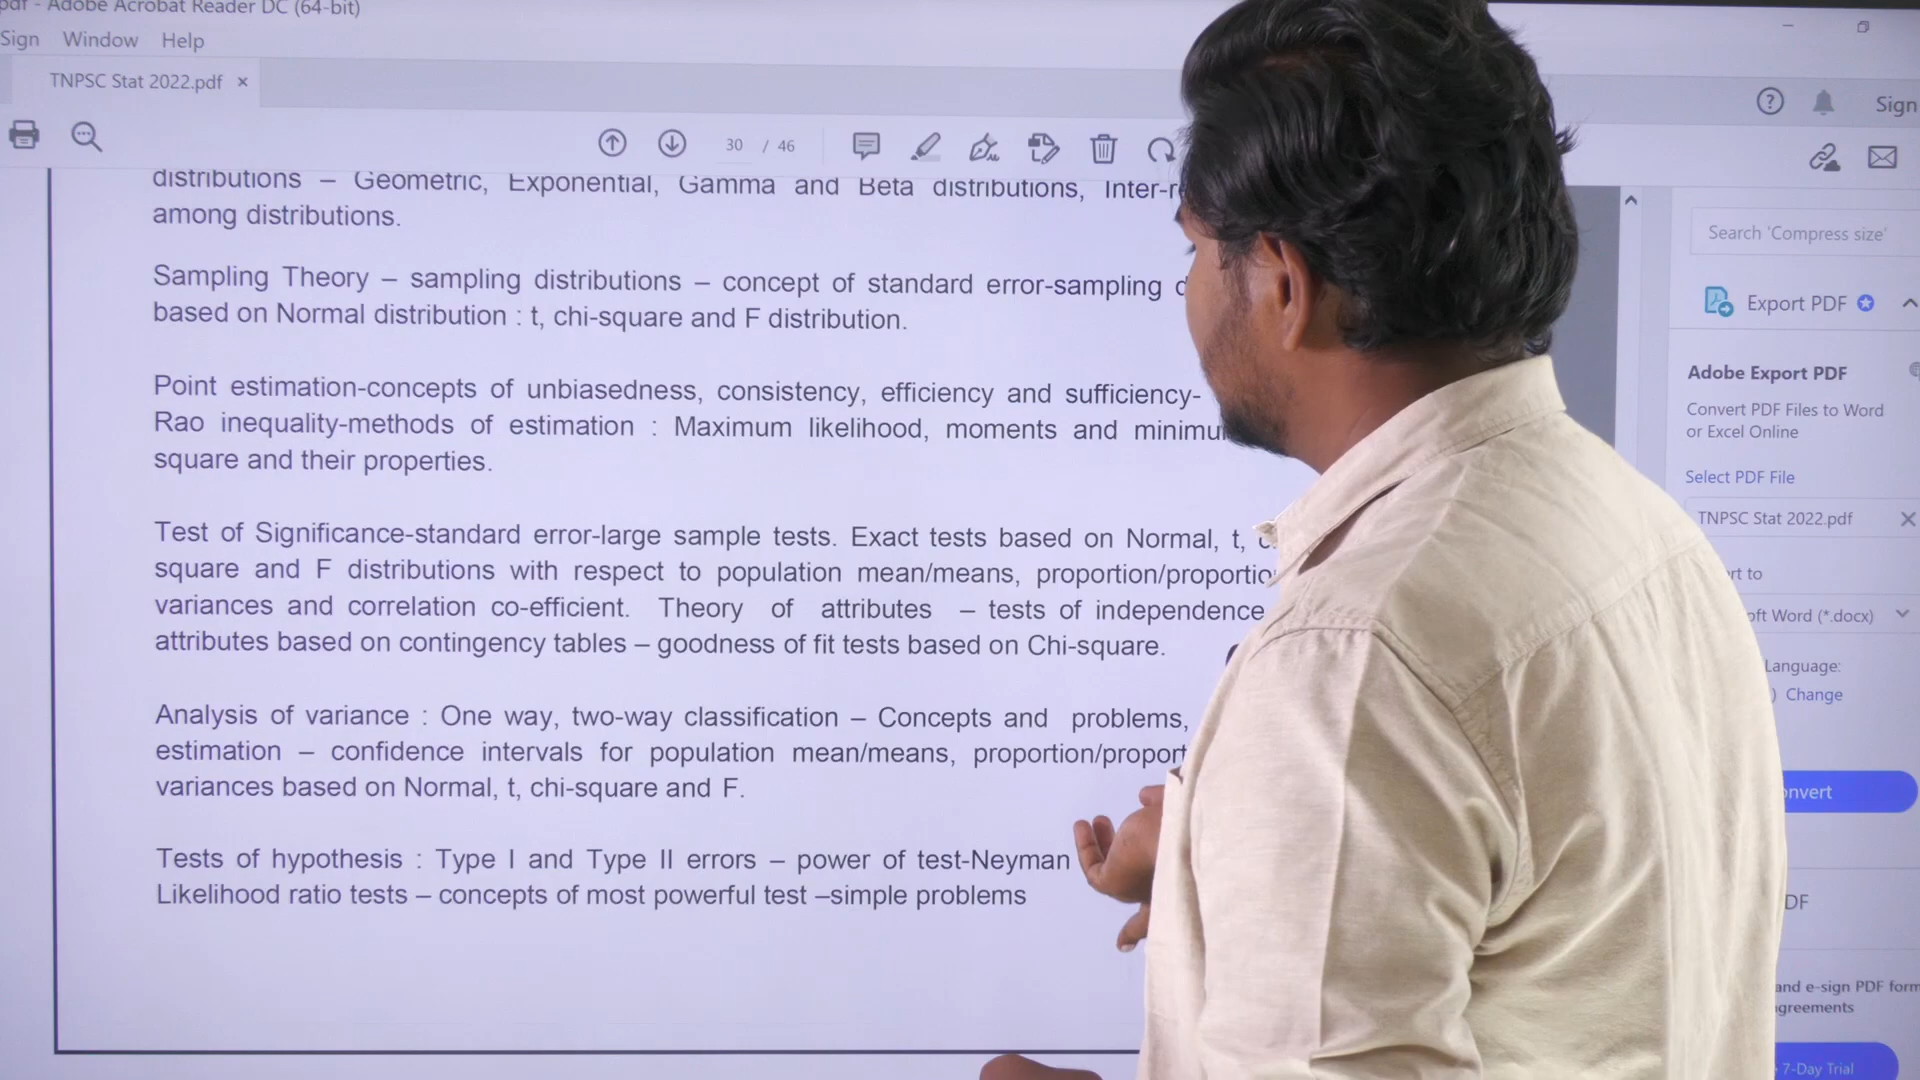 - Adobe Acrobat Reader DC (64-bit)
Sign Window Help
TNPSC Stat 2022.pdf ×
Sign
30 / 46
distributions – Geometric, Exponential, Gamma and Beta distributions,
among distributions.
Sampling Theory – sampling distributions – concept of standard error-sampling
based on Normal distribution : t, chi-square and F distribution.
Point estimation-concepts of unbiasedness, consistency, efficiency and sufficiency-
Rao inequality-methods of estimation : Maximum likelihood, moments and
square and their properties.
Test of Significance-standard error-large sample tests. Exact tests based on Normal, t,
square and F distributions with respect to population mean/means,
variances and correlation co-efficient. Theory of attributes – tests of independence
attributes based on contingency tables – goodness of fit tests based on Chi-square.
Analysis of variance : One way, two-way classification – Concepts and problems,
estimation – confidence intervals for population mean/means,
variances based on Normal, t, chi-square and F.
Tests of hypothesis : Type I and Type II errors – power of test-Neyman
Likelihood ratio tests – concepts of most powerful test –simple problems
Search 'Compress size'
Export PDF
Adobe Export PDF
Convert PDF Files to Word
or Excel Online
Select PDF File
TNPSC Stat 2022.pdf
to
Word (*.docx)
Language:
Change
and e-sign PDF
7-Day Trial